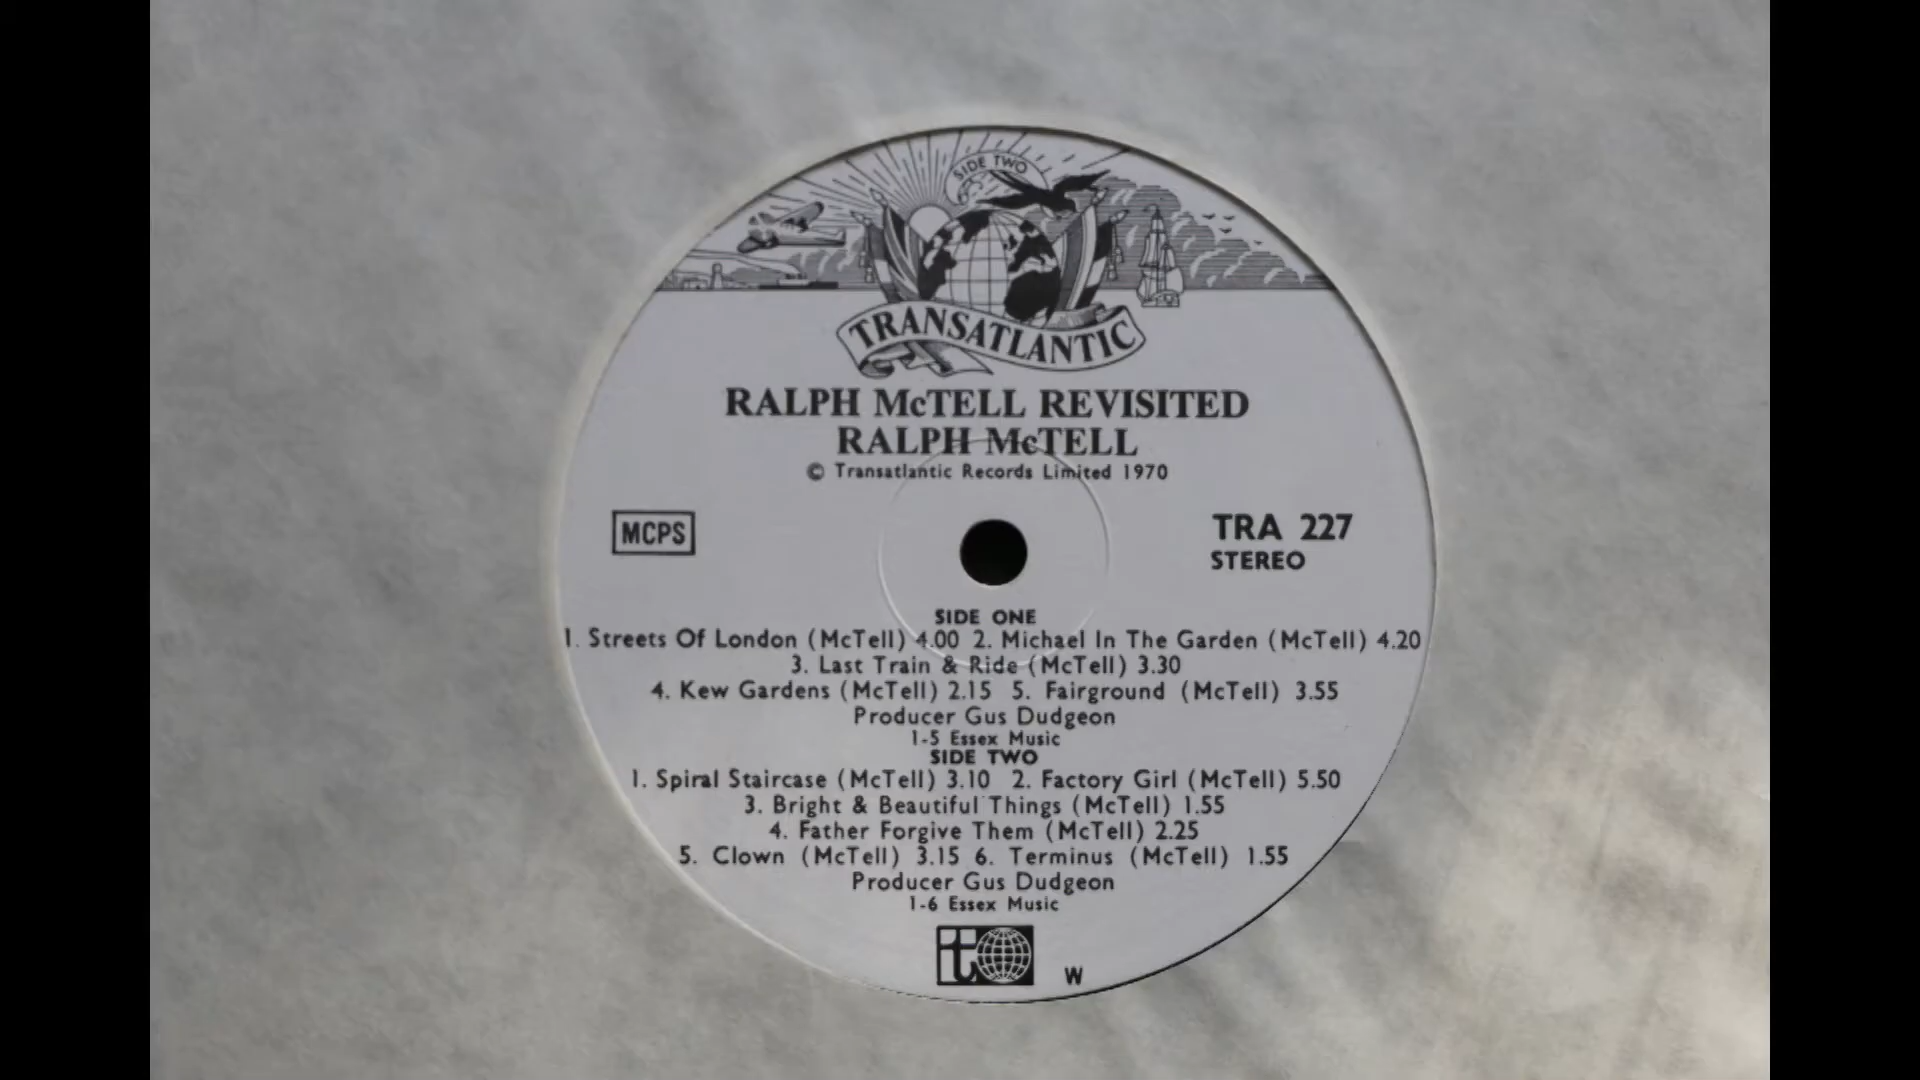 SIDE TWO
TRANSATLANTIC
RALPH McTELL REVISITED
RALPH McTELL
© Transatlantic Records Limited 1970
MCPS
TRA 227
STEREO
SIDE ONE
1. Streets Of London (McTell) 4.00 2. Michael In The Garden (McTell) 4.20
3. Last Train & Ride (McTell) 3.30
4. Kew Gardens (McTell) 2.15 5. Fairground (McTell) 3.55
Producer Gus Dudgeon
1-5 Essex Music
SIDE TWO
1. Spiral Staircase (McTell) 3.10 2. Factory Girl (McTell) 5.50
3. Bright & Beautiful Things (McTell) 1.55
4. Father Forgive Them (McTell) 2.25
5. Clown (McTell) 3.15 6. Terminus (McTell) 1.55
Producer Gus Dudgeon
1-6 Essex Music
it
W